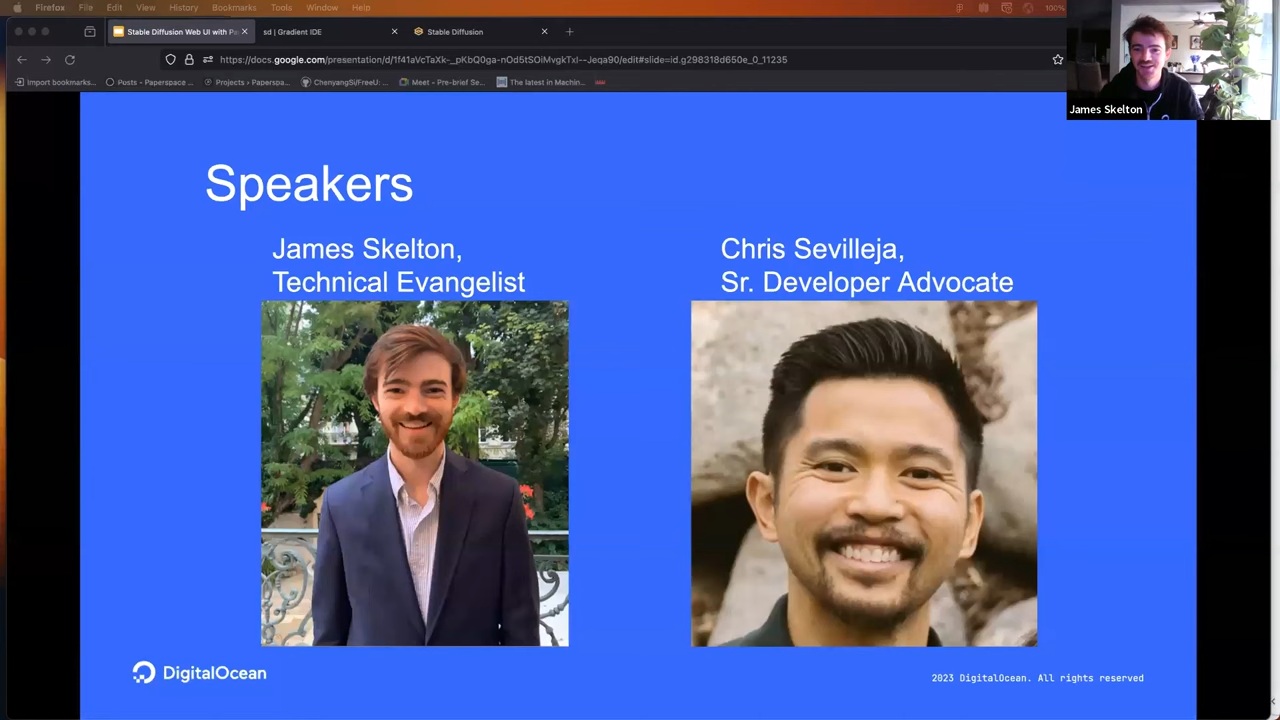 Firefox File Edit View History Bookmarks Tools Window Help 100%
Stable Diffusion Web UI with Pa sd | Gradient IDE Stable Diffusion
https://docs.google.com/presentation/d/1f41aVcTaXk-_pKbQ0ga-nOd5tSOiMvgkTxI--Jeqa90/edit#slide=id.g298318d650e_0_11235
Import bookmarks... Posts - Paperspace ... Projects › Paperspa... ChenyangSi/FreeU: ... Meet - Pre-brief Se... The latest in Machin...
James Skelton
Speakers
James Skelton,
Technical Evangelist
Chris Sevilleja,
Sr. Developer Advocate
DigitalOcean
2023 DigitalOcean. All rights reserved